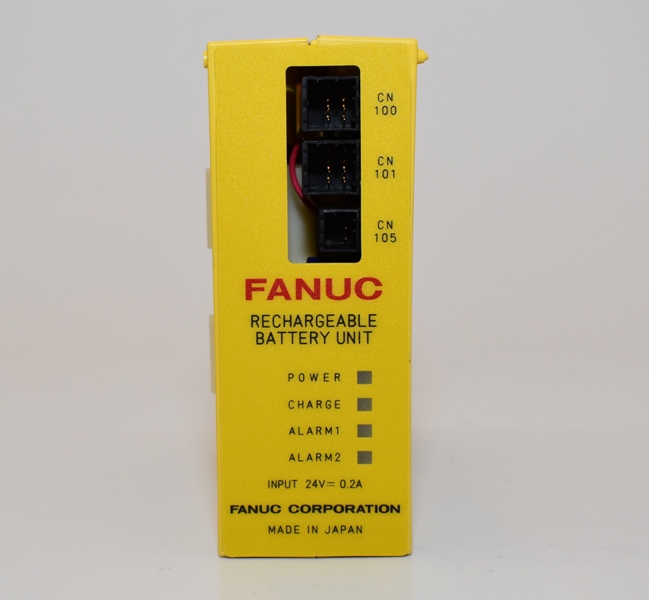 CN
100
CN
101
CN
105
FANUC
RECHARGEABLE
BATTERY UNIT
POWER
CHARGE
ALARM1
ALARM2
INPUT 24V⎓ 0.2A
FANUC CORPORATION
MADE IN JAPAN